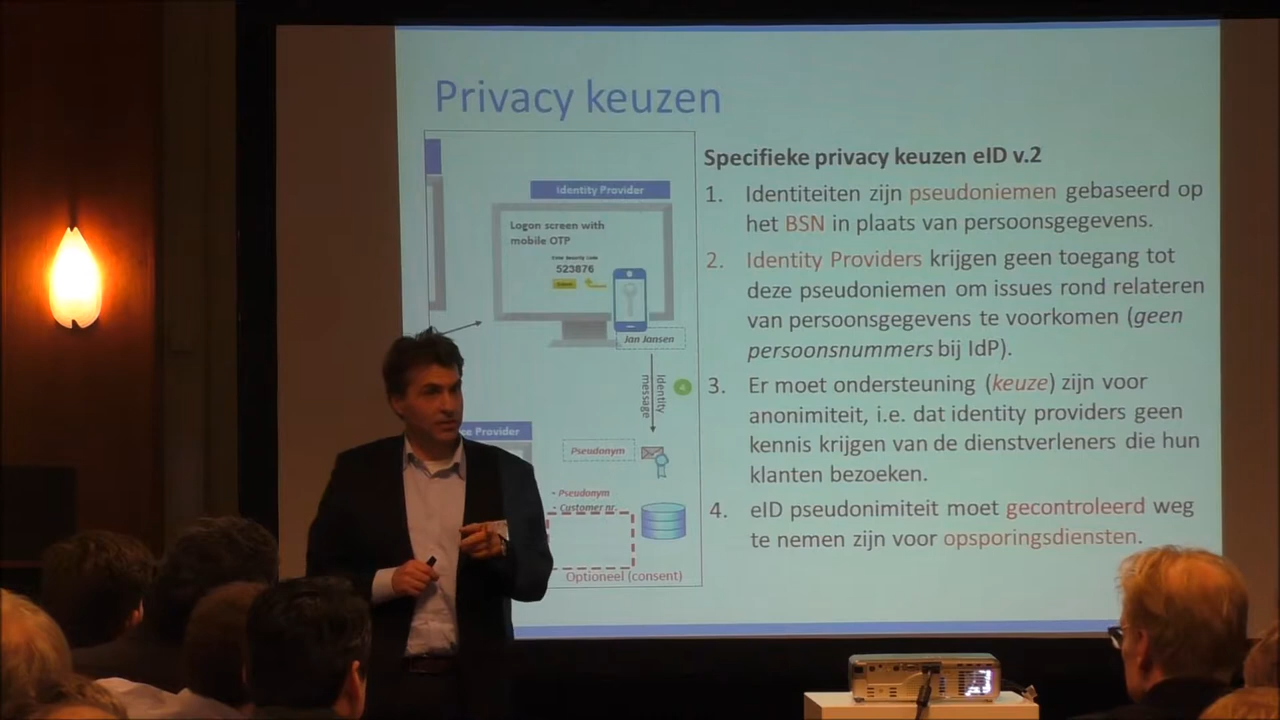 Privacy keuzen
Specifieke privacy keuzen eID v.2
1. Identiteiten zijn pseudoniemen gebaseerd op
het BSN in plaats van persoonsgegevens.
2. Identity Providers krijgen geen toegang tot
deze pseudoniemen om issues rond relateren
van persoonsgegevens te voorkomen (geen
persoonsnummers bij IdP).
3. Er moet ondersteuning (keuze) zijn voor
anonimiteit, i.e. dat identity providers geen
kennis krijgen van de dienstverleners die hun
klanten bezoeken.
4. eID pseudonimiteit moet gecontroleerd weg
te nemen zijn voor opsporingsdiensten.
Identity Provider
Logon screen with
mobile OTP
523876
Jan Jansen
Identity
message
4
Provider
Pseudonym
- Pseudonym
- Customer nr.
Optioneel (consent)